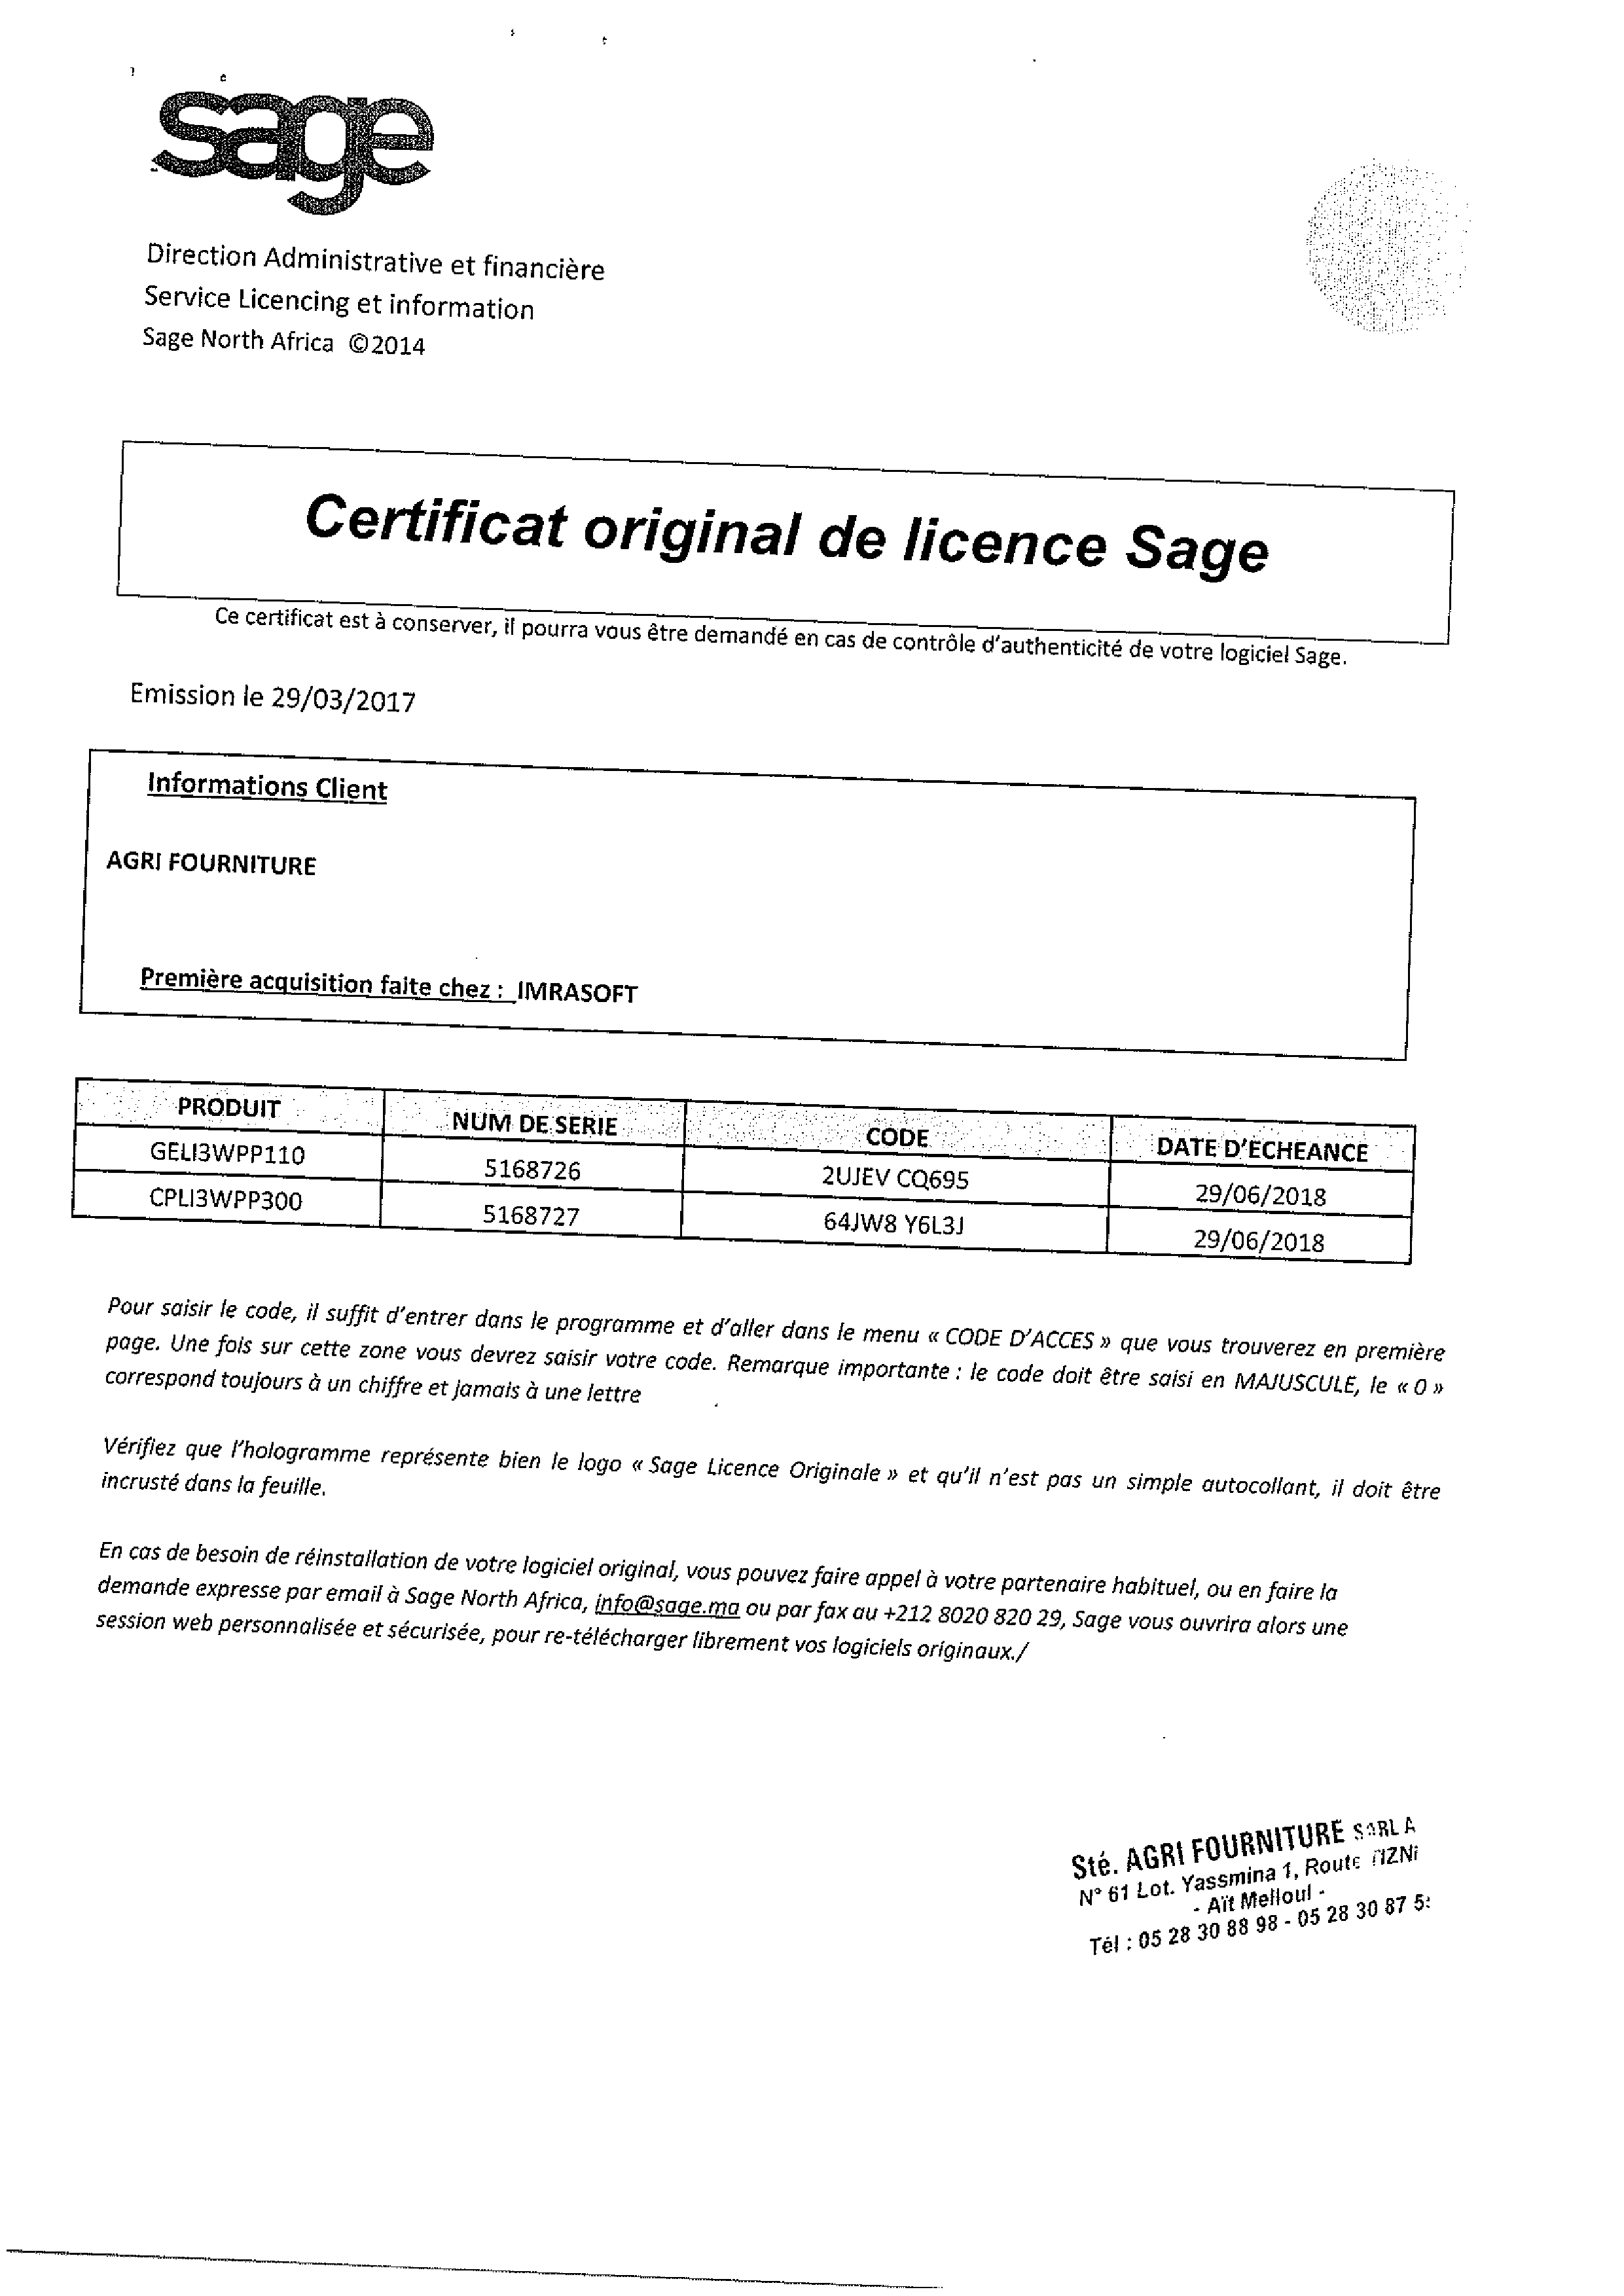 sage
Direction Administrative et financière
Service Licencing et information
Sage North Africa ©2014
Certificat original de licence Sage
Ce certificat est à conserver, il pourra vous être demandé en cas de contrôle d'authenticité de votre logiciel Sage.
Emission le 29/03/2017
Informations Client
AGRI FOURNITURE
Première acquisition faite chez : IMRASOFT
PRODUIT NUM DE SERIE CODE DATE D'ECHEANCE
GELI3WPP110 5168726 2UJEV CQ695 29/06/2018
CPLI3WPP300 5168727 64JW8 Y6L3J 29/06/2018
Pour saisir le code, il suffit d'entrer dans le programme et d'aller dans le menu « CODE D'ACCES » que vous trouverez en première
page. Une fois sur cette zone vous devrez saisir votre code. Remarque importante : le code doit être saisi en MAJUSCULE, le « 0 »
correspond toujours à un chiffre et jamais à une lettre
Vérifiez que l'hologramme représente bien le logo « Sage Licence Originale » et qu'il n'est pas un simple autocollant, il doit être
incrusté dans la feuille.
En cas de besoin de réinstallation de votre logiciel original, vous pouvez faire appel à votre partenaire habituel, ou en faire la
demande expresse par email à Sage North Africa, info@sage.ma ou par fax au +212 8020 820 29, Sage vous ouvrira alors une
session web personnalisée et sécurisée, pour re-télécharger librement vos logiciels originaux./
Sté. AGRI FOURNITURE SARL A
N° 61 Lot. Yassmina 1, Route
- Aït Melloul -
Tél : 05 28 30 88 98 - 05 28 30 87